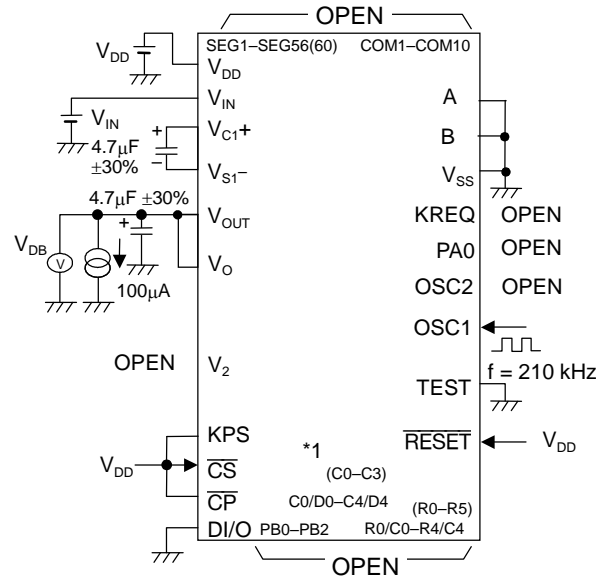 OPEN
SEG1–SEG56(60) COM1–COM10
V_DD
V_DD
V_IN
A
V_IN
V_C1+
B
4.7μF
±30%
V_S1–
V_SS
4.7μF ±30%
V_OUT
KREQ OPEN
V_DB
V
V_O
PA0 OPEN
100μA
OSC2 OPEN
OSC1
OPEN V_2
f = 210 kHz
TEST
KPS
*1
RESET
V_DD
V_DD
CS
(C0–C3)
CP
C0/D0–C4/D4
(R0–R5)
DI/O PB0–PB2 R0/C0–R4/C4
OPEN